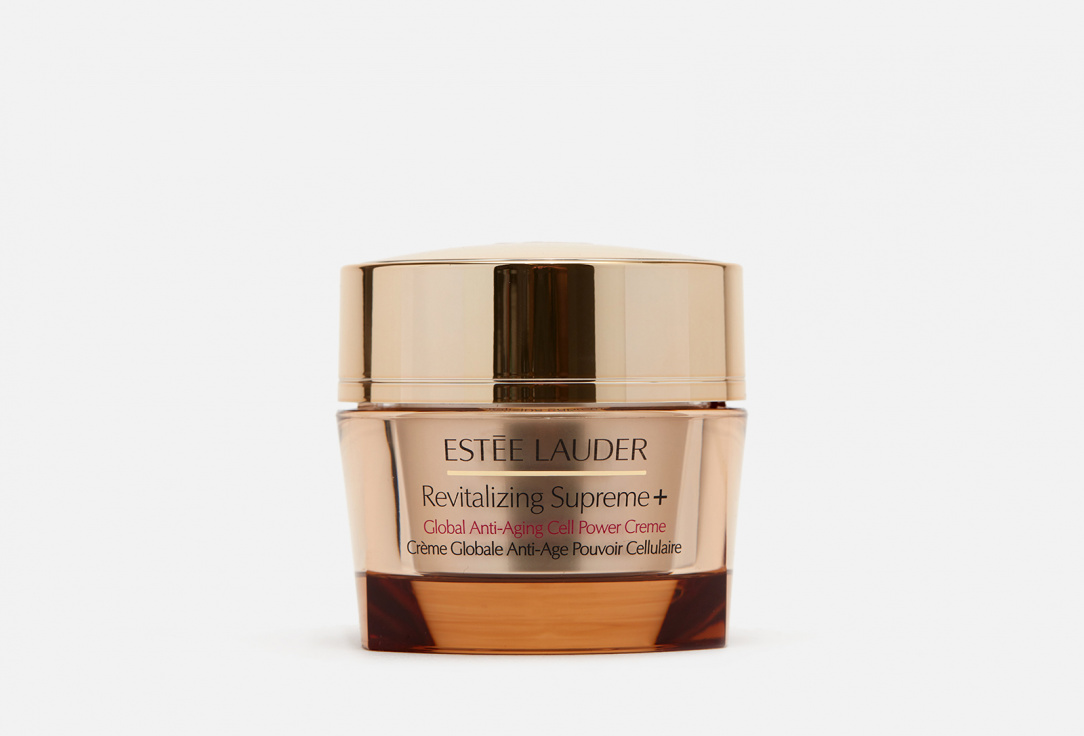 ESTĒE LAUDER
Revitalizing Supreme+
Global Anti-Aging Cell Power Creme
Crème Globale Anti-Age Pouvoir Cellulaire